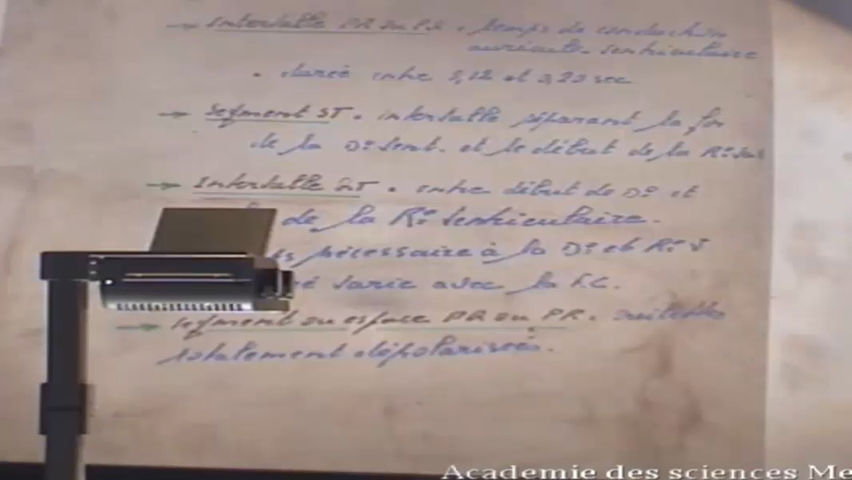 → Intervalle PR ou PQ : temps de conduction
auriculo-ventriculaire
. durée entre 0,12 et 0,20 sec
→ Segment ST : intervalle séparant la fin
de la D° vent. et le début de la R° vent
→ Intervalle QT : entre début de D° et
de la R° ventriculaire.
nécessaire à la D° et R° V
varie avec la F.C.
→ Segment ou espace PQ ou PR : oreillettes
totalement dépolarisées.
Academie des sciences Me